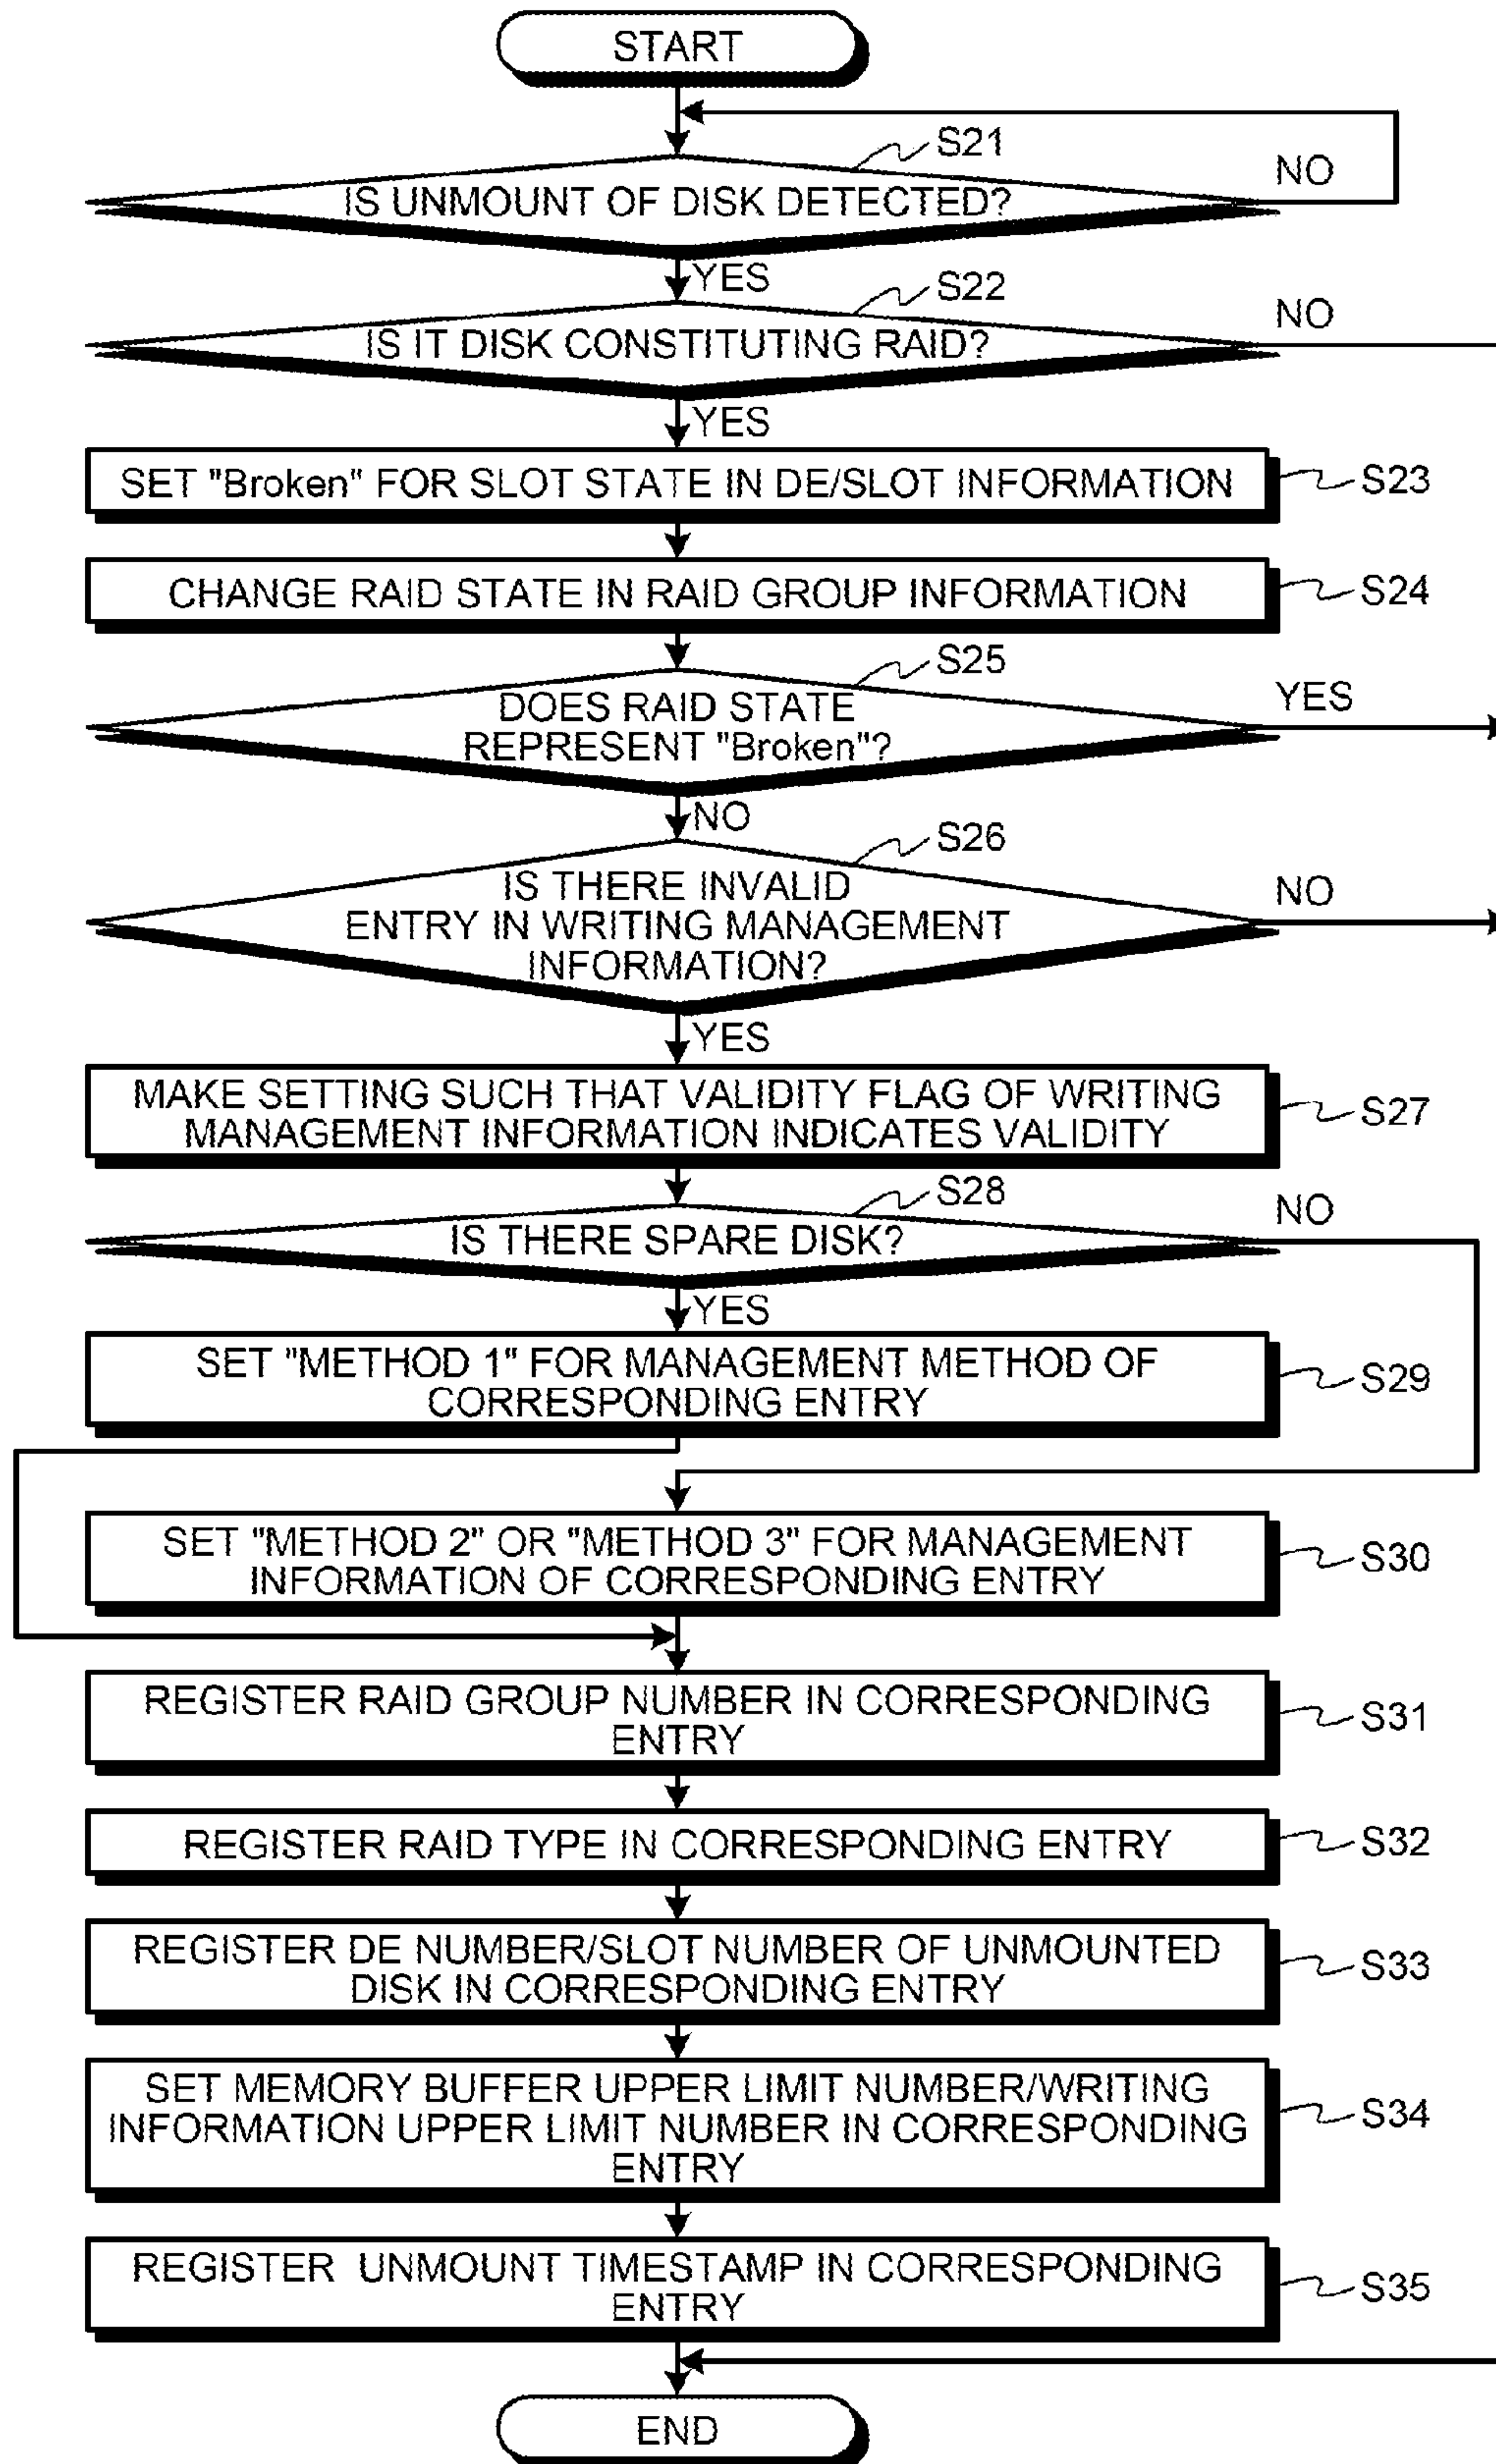 START
S21
NO
IS UNMOUNT OF DISK DETECTED?
YES
S22
NO
IS IT DISK CONSTITUTING RAID?
YES
SET "Broken" FOR SLOT STATE IN DE/SLOT INFORMATION
S23
CHANGE RAID STATE IN RAID GROUP INFORMATION
S24
S25
DOES RAID STATE
YES
REPRESENT "Broken"?
NO
S26
IS THERE INVALID
NO
ENTRY IN WRITING MANAGEMENT
INFORMATION?
YES
MAKE SETTING SUCH THAT VALIDITY FLAG OF WRITING
MANAGEMENT INFORMATION INDICATES VALIDITY
S27
S28
NO
IS THERE SPARE DISK?
YES
SET "METHOD 1" FOR MANAGEMENT METHOD OF
CORRESPONDING ENTRY
S29
SET "METHOD 2" OR "METHOD 3" FOR MANAGEMENT
INFORMATION OF CORRESPONDING ENTRY
S30
REGISTER RAID GROUP NUMBER IN CORRESPONDING
ENTRY
S31
REGISTER RAID TYPE IN CORRESPONDING ENTRY
S32
REGISTER DE NUMBER/SLOT NUMBER OF UNMOUNTED
DISK IN CORRESPONDING ENTRY
S33
SET MEMORY BUFFER UPPER LIMIT NUMBER/WRITING
INFORMATION UPPER LIMIT NUMBER IN CORRESPONDING
ENTRY
S34
REGISTER UNMOUNT TIMESTAMP IN CORRESPONDING
ENTRY
S35
END